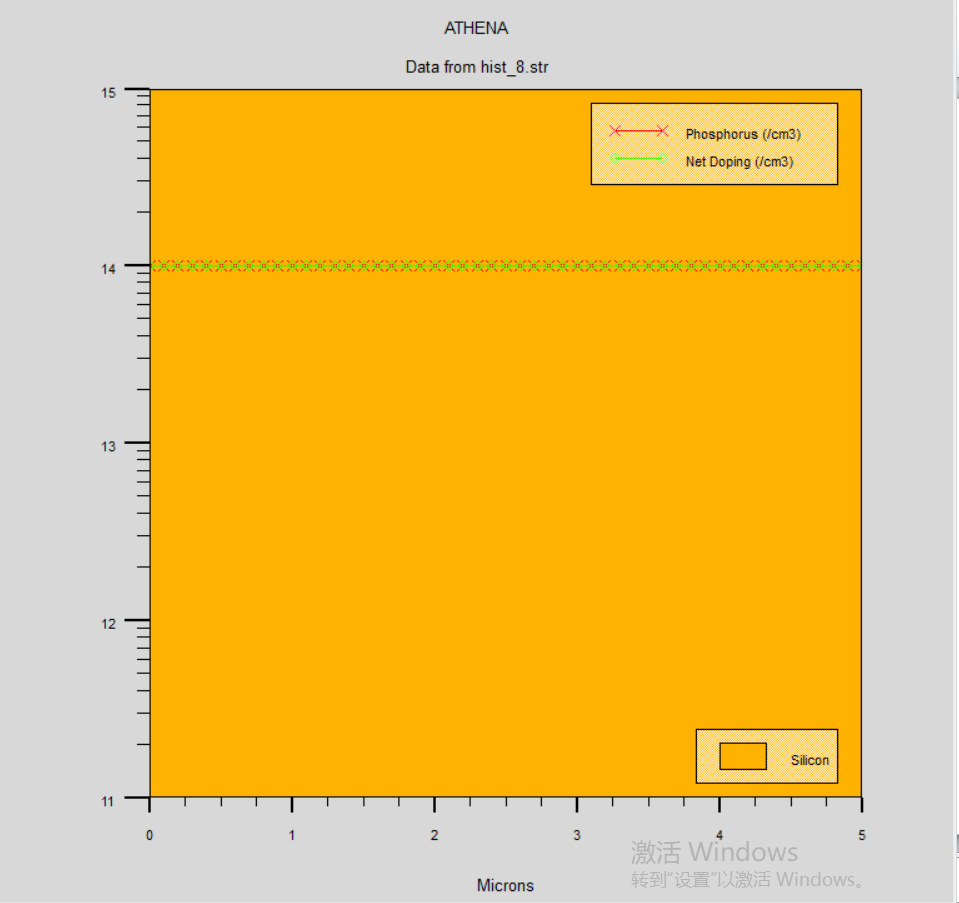 ATHENA
Data from hist_8.str
15
Phosphorus (/cm3)
Net Doping (/cm3)
14
13
12
Silicon
11
0 1 2 3 4 5
激活 Windows
Microns
转到“设置”以激活 Windows。